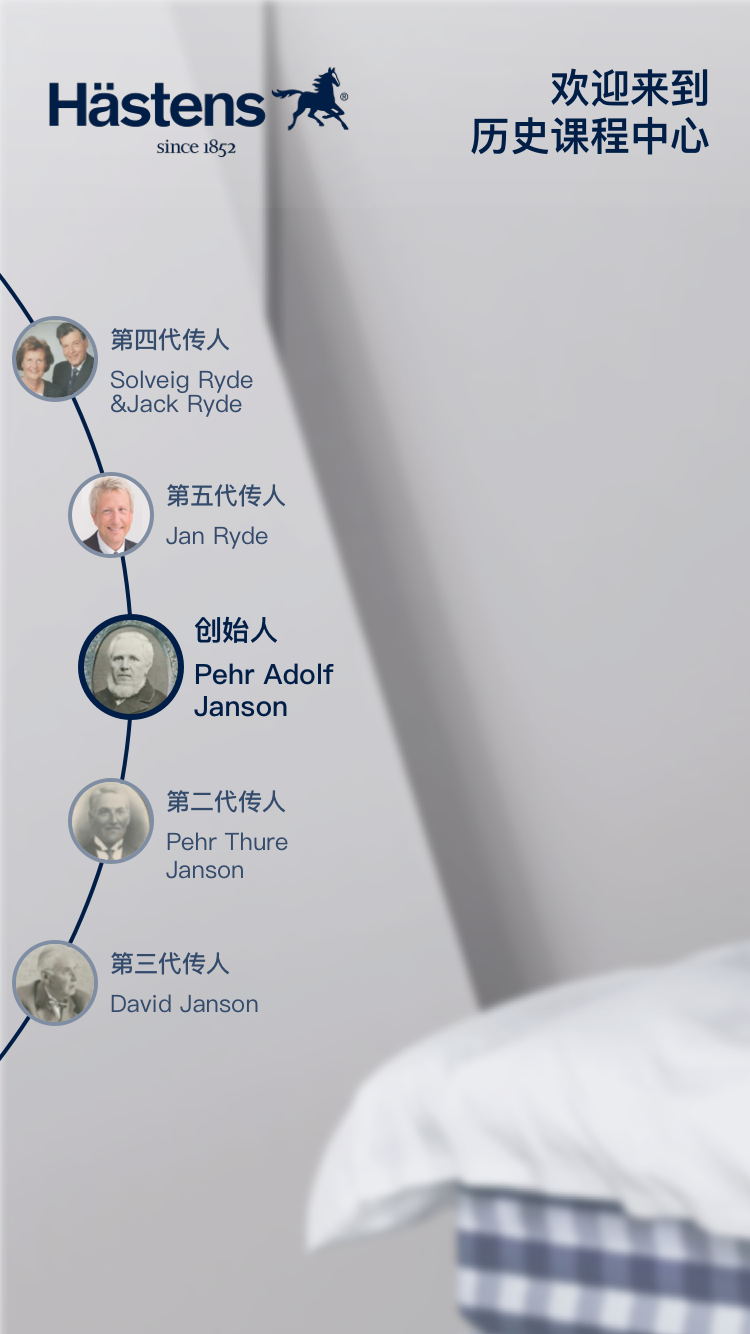 Hästens
®
since 1852
欢迎来到
历史课程中心
第四代传人
Solveig Ryde
&Jack Ryde
第五代传人
Jan Ryde
创始人
Pehr Adolf
Janson
第二代传人
Pehr Thure
Janson
第三代传人
David Janson